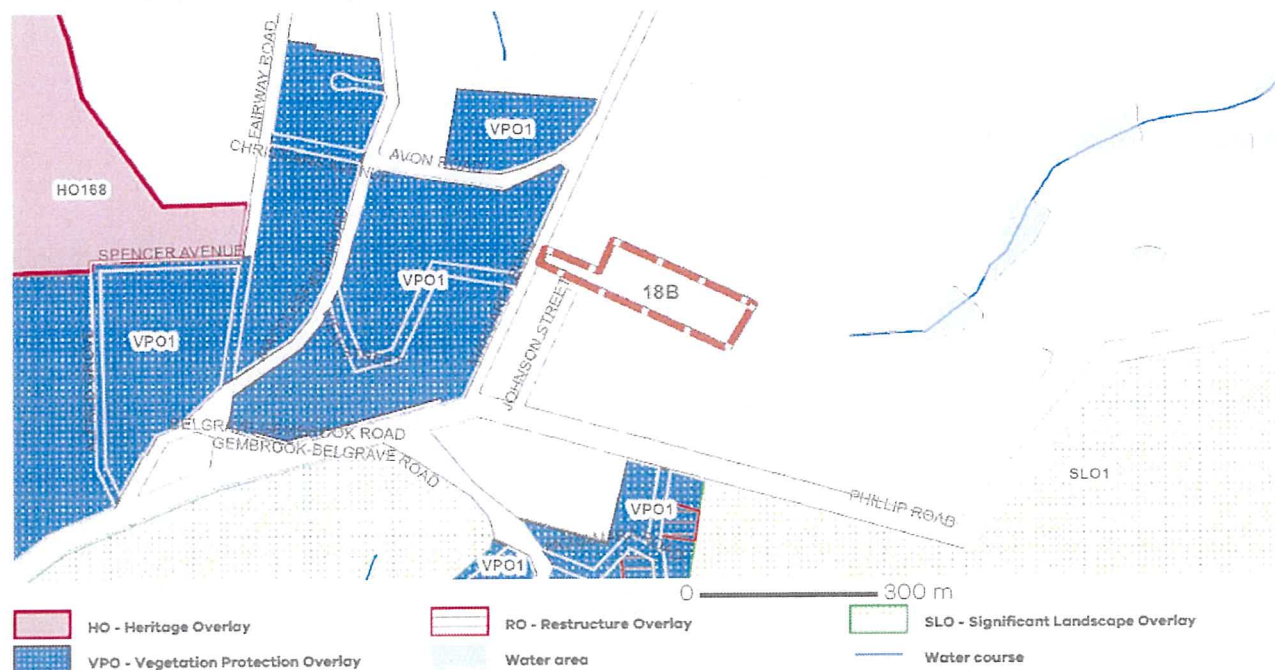 FAIRWAY ROAD
VPO1
AVON ROAD
HO168
SPENCER AVENUE
VPO1
18B
VPO1
JOHNSON STREET
ROAD
GEMBROOK-BELGRAVE ROAD
SLO1
VPO1
PHILLIP ROAD
VPO1
0 300 m
HO - Heritage Overlay
RO - Restructure Overlay
SLO - Significant Landscape Overlay
VPO - Vegetation Protection Overlay
Water area
Water course